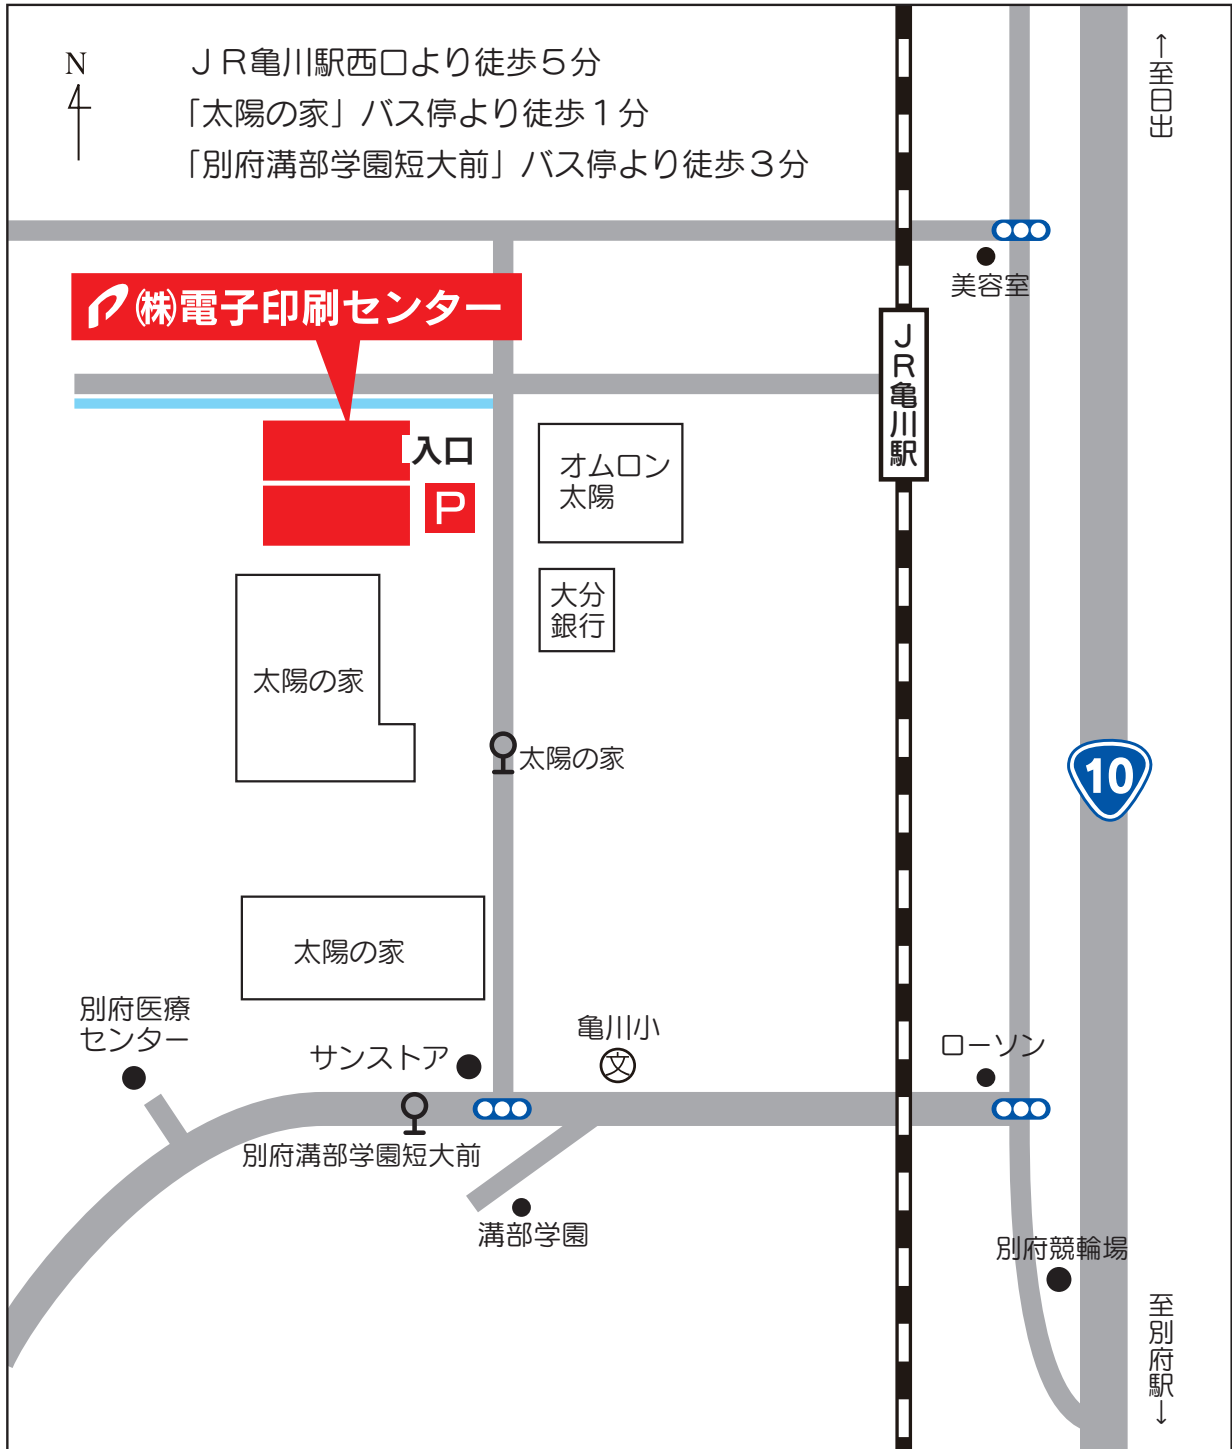 N
ＪＲ亀川駅西口より徒歩５分
「太陽の家」バス停より徒歩１分
「別府溝部学園短大前」バス停より徒歩３分
←至日出
美容室
㈱電子印刷センター
ＪＲ亀川駅
入口
P
オムロン
太陽
大分
銀行
太陽の家
太陽の家
10
太陽の家
別府医療
センター
サンストア
亀川小
文
ローソン
別府溝部学園短大前
溝部学園
別府競輪場
至別府駅→